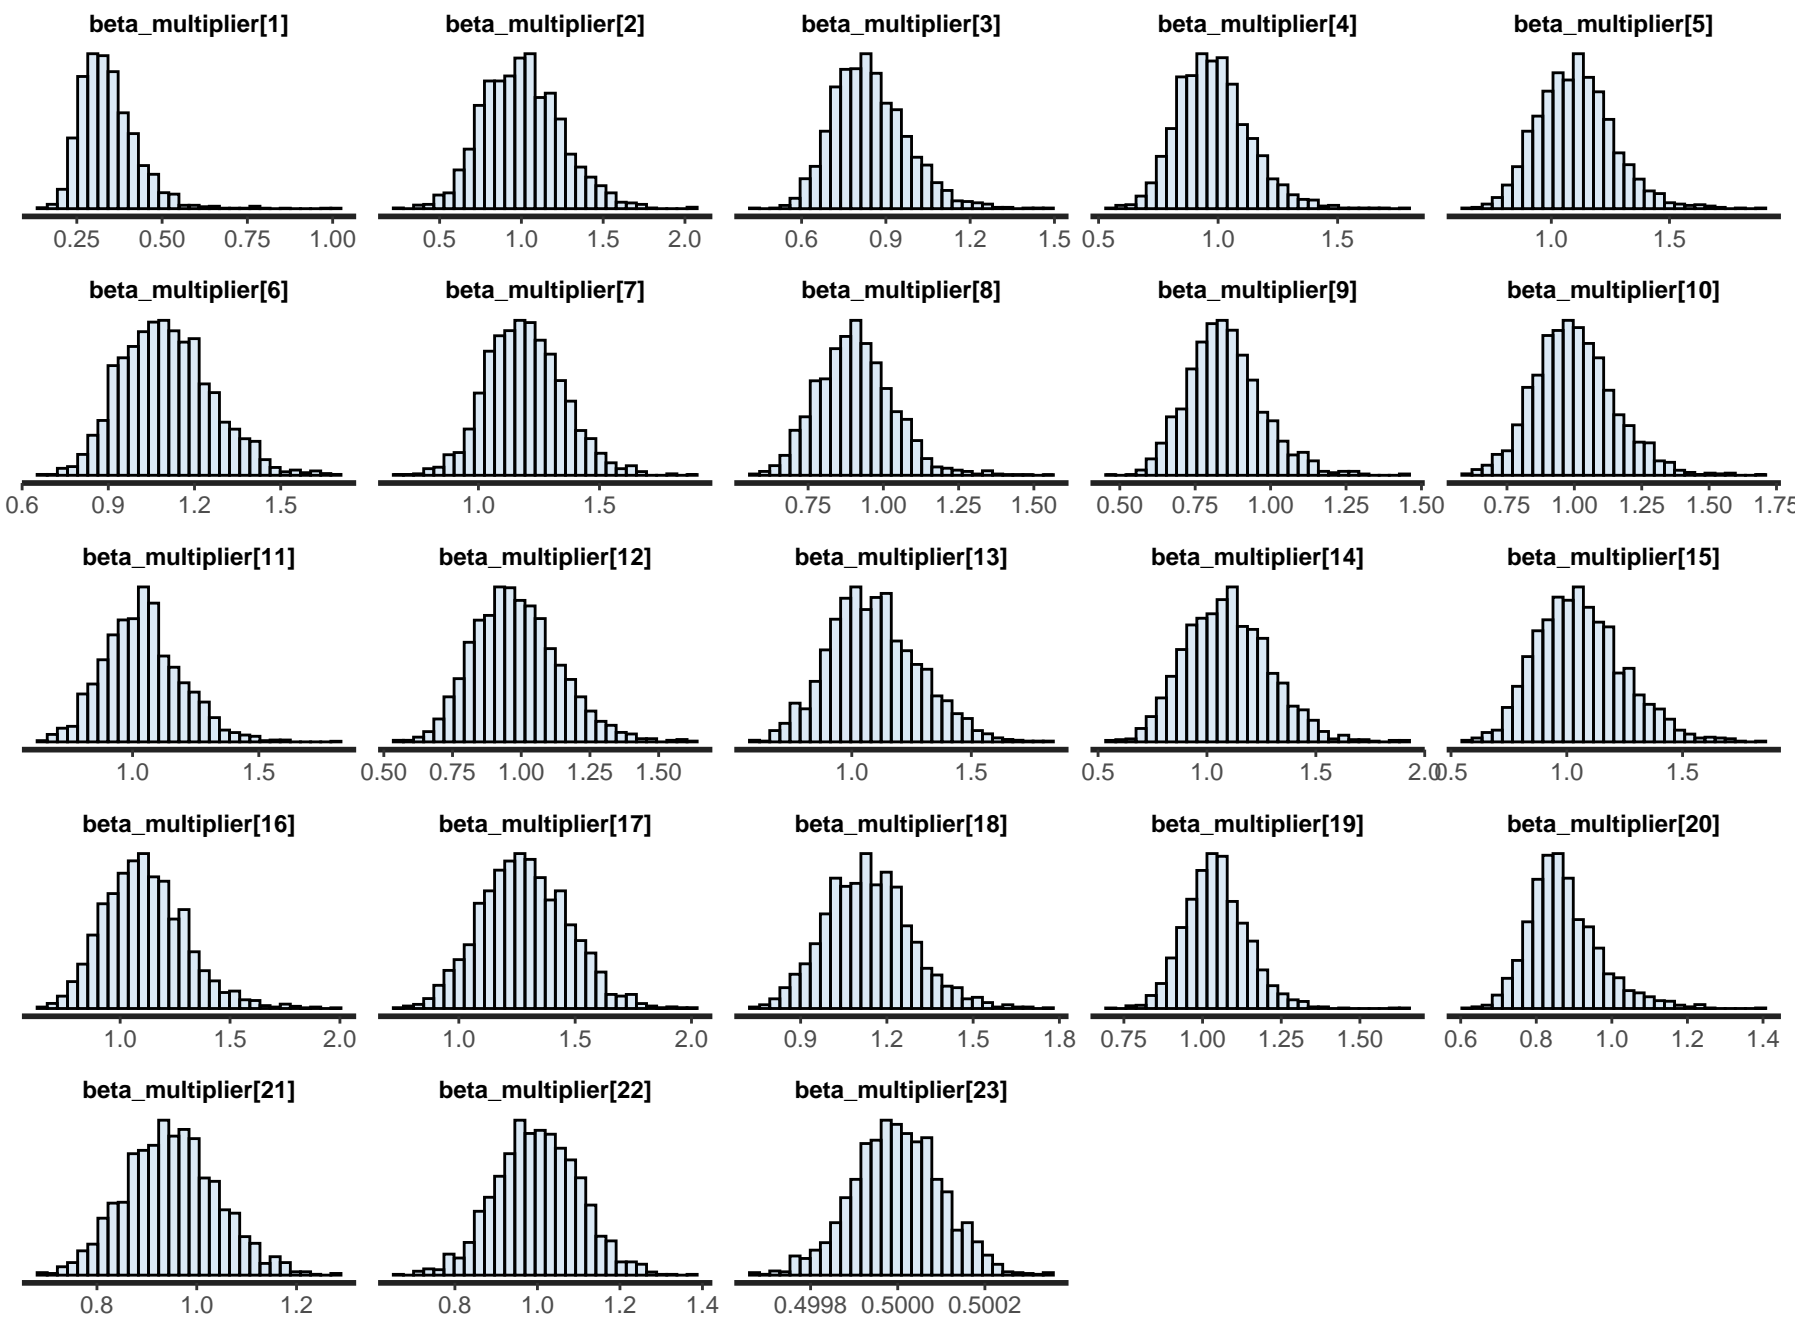 beta_multiplier[1] beta_multiplier[2] beta_multiplier[3] beta_multiplier[4] beta_multiplier[5]
0.25 0.50 0.75 1.00 0.5 1.0 1.5 2.0 0.6 0.9 1.2 1.5 0.5 1.0 1.5 1.0 1.5
beta_multiplier[6] beta_multiplier[7] beta_multiplier[8] beta_multiplier[9] beta_multiplier[10]
0.6 0.9 1.2 1.5 1.0 1.5 0.75 1.00 1.25 1.50 0.50 0.75 1.00 1.25 1.50 0.75 1.00 1.25 1.50 1.75
beta_multiplier[11] beta_multiplier[12] beta_multiplier[13] beta_multiplier[14] beta_multiplier[15]
1.0 1.5 0.50 0.75 1.00 1.25 1.50 1.0 1.5 0.5 1.0 1.5 2.0 0.5 1.0 1.5
beta_multiplier[16] beta_multiplier[17] beta_multiplier[18] beta_multiplier[19] beta_multiplier[20]
1.0 1.5 2.0 1.0 1.5 2.0 0.9 1.2 1.5 1.8 0.75 1.00 1.25 1.50 0.6 0.8 1.0 1.2 1.4
beta_multiplier[21] beta_multiplier[22] beta_multiplier[23]
0.8 1.0 1.2 0.8 1.0 1.2 1.4 0.4998 0.5000 0.5002